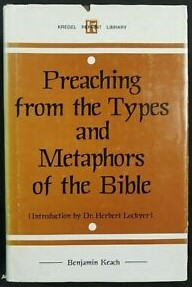 KREGEL REPRINT LIBRARY
Preaching
from the Types
and
Metaphors
of the Bible
(Introduction by Dr. Herbert Lockyer)
Benjamin Keach